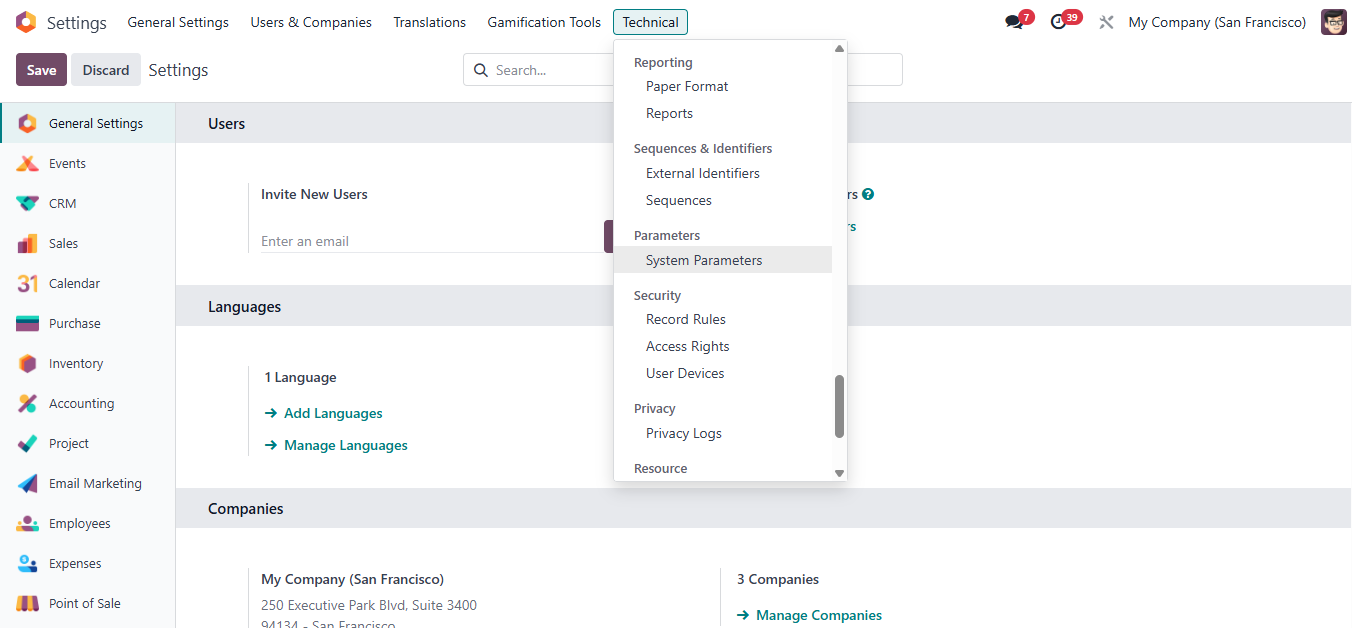 Settings
General Settings
Users & Companies
Translations
Gamification Tools
Technical
7
39
My Company (San Francisco)
Save
Discard
Settings
Search...
General Settings
Events
CRM
Sales
31
Calendar
Purchase
Inventory
Accounting
Project
Email Marketing
Employees
$
Expenses
Point of Sale
Reporting
Paper Format
Reports
Sequences & Identifiers
External Identifiers
Sequences
Parameters
System Parameters
Security
Record Rules
Access Rights
User Devices
Privacy
Privacy Logs
Resource
Users
Invite New Users
Enter an email
rs ?
rs
Languages
1 Language
Add Languages
Manage Languages
Companies
My Company (San Francisco)
250 Executive Park Blvd, Suite 3400
94134 - San Francisco
3 Companies
Manage Companies